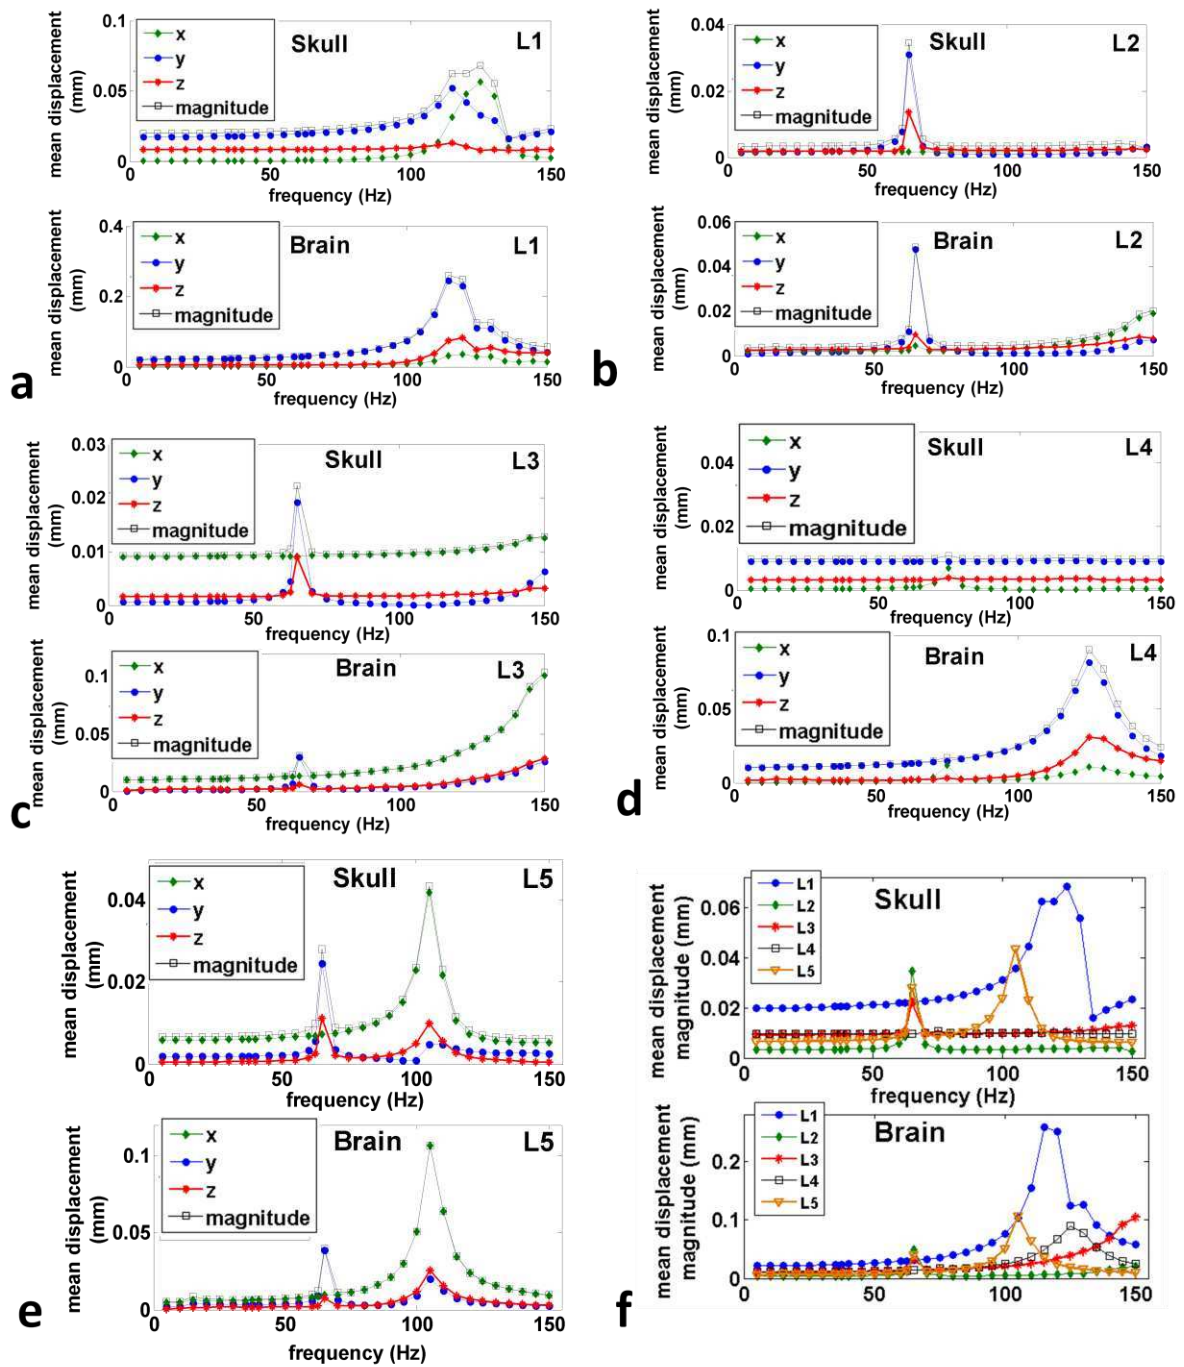 mean displacement
(mm)
0.1
0.05
0
x
y
z
magnitude
Skull
L1
50
100
150
frequency (Hz)
mean displacement
(mm)
0.4
0.2
0
x
y
z
magnitude
Brain
L1
0
50
100
150
frequency (Hz)
a
mean displacement
(mm)
0.04
0.02
0
x
y
z
magnitude
Skull
L2
0
50
100
150
frequency (Hz)
mean displacement
(mm)
0.06
0.04
0.02
0
x
y
z
magnitude
Brain
L2
0
50
100
150
frequency (Hz)
b
mean displacement
(mm)
0.03
0.02
0.01
0
x
y
z
magnitude
Skull
L3
0
50
100
150
frequency (Hz)
mean displacement
(mm)
0.1
0.05
0
x
y
z
magnitude
Brain
L3
0
50
100
150
frequency (Hz)
c
mean displacement
(mm)
0.04
0.02
0
x
y
z
magnitude
Skull
L4
0
50
100
150
frequency (Hz)
mean displacement
(mm)
0.1
0.05
0
x
y
z
magnitude
Brain
L4
0
50
100
150
frequency (Hz)
d
mean displacement
(mm)
0.04
0.02
0
x
y
z
magnitude
Skull
L5
0
50
100
150
frequency (Hz)
mean displacement
(mm)
0.1
0.05
0
x
y
z
magnitude
Brain
L5
0
50
100
150
frequency (Hz)
e
mean displacement
magnitude (mm)
0.06
0.04
0.02
0
L1
L2
L3
L4
L5
Skull
0
50
100
150
frequency (Hz)
mean displacement
magnitude (mm)
0.2
0.1
0
L1
L2
L3
L4
L5
Brain
0
50
100
150
frequency (Hz)
f